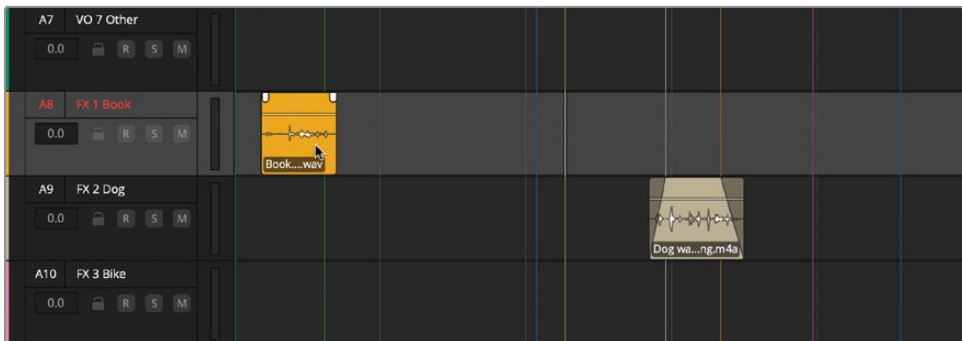 A7 VO 7 Other
0.0 R S M
A8 FX 1 Book
0.0 R S M
Book....wav
A9 FX 2 Dog
0.0 R S M
Dog wa...ng.m4a
A10 FX 3 Bike
0.0 R S M